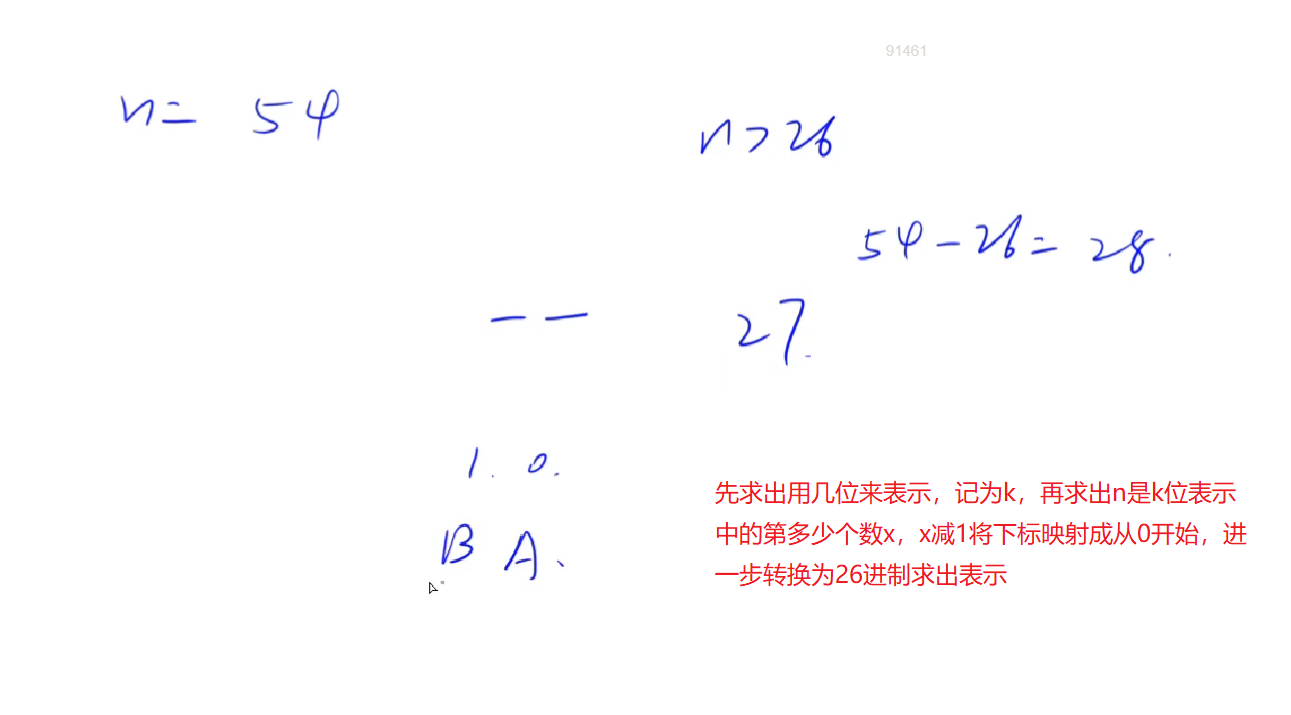 91461
n= 54
n>26
54-26=28.
- -
27.
1. 0.
B A.
先求出用几位来表示，记为k，再求出n是k位表示
中的第多少个数x，x减1将下标映射成从0开始，进
一步转换为26进制求出表示